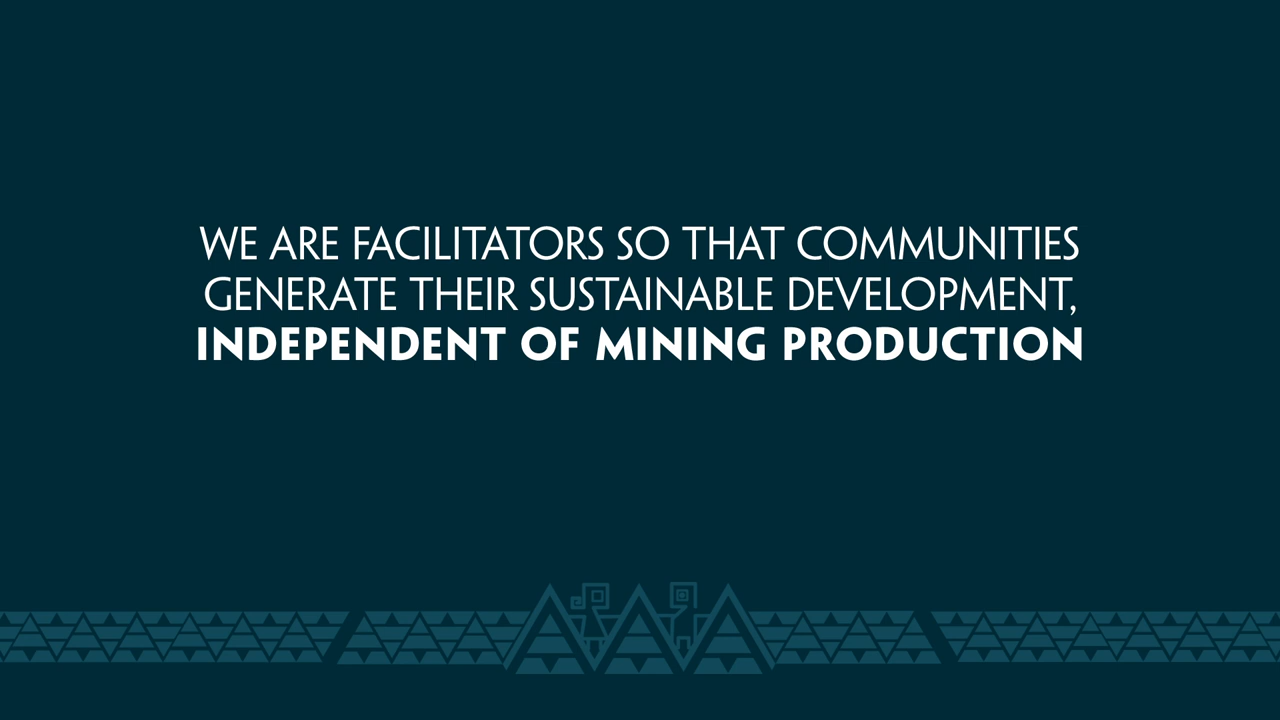 WE ARE FACILITATORS SO THAT COMMUNITIES
GENERATE THEIR SUSTAINABLE DEVELOPMENT,
INDEPENDENT OF MINING PRODUCTION